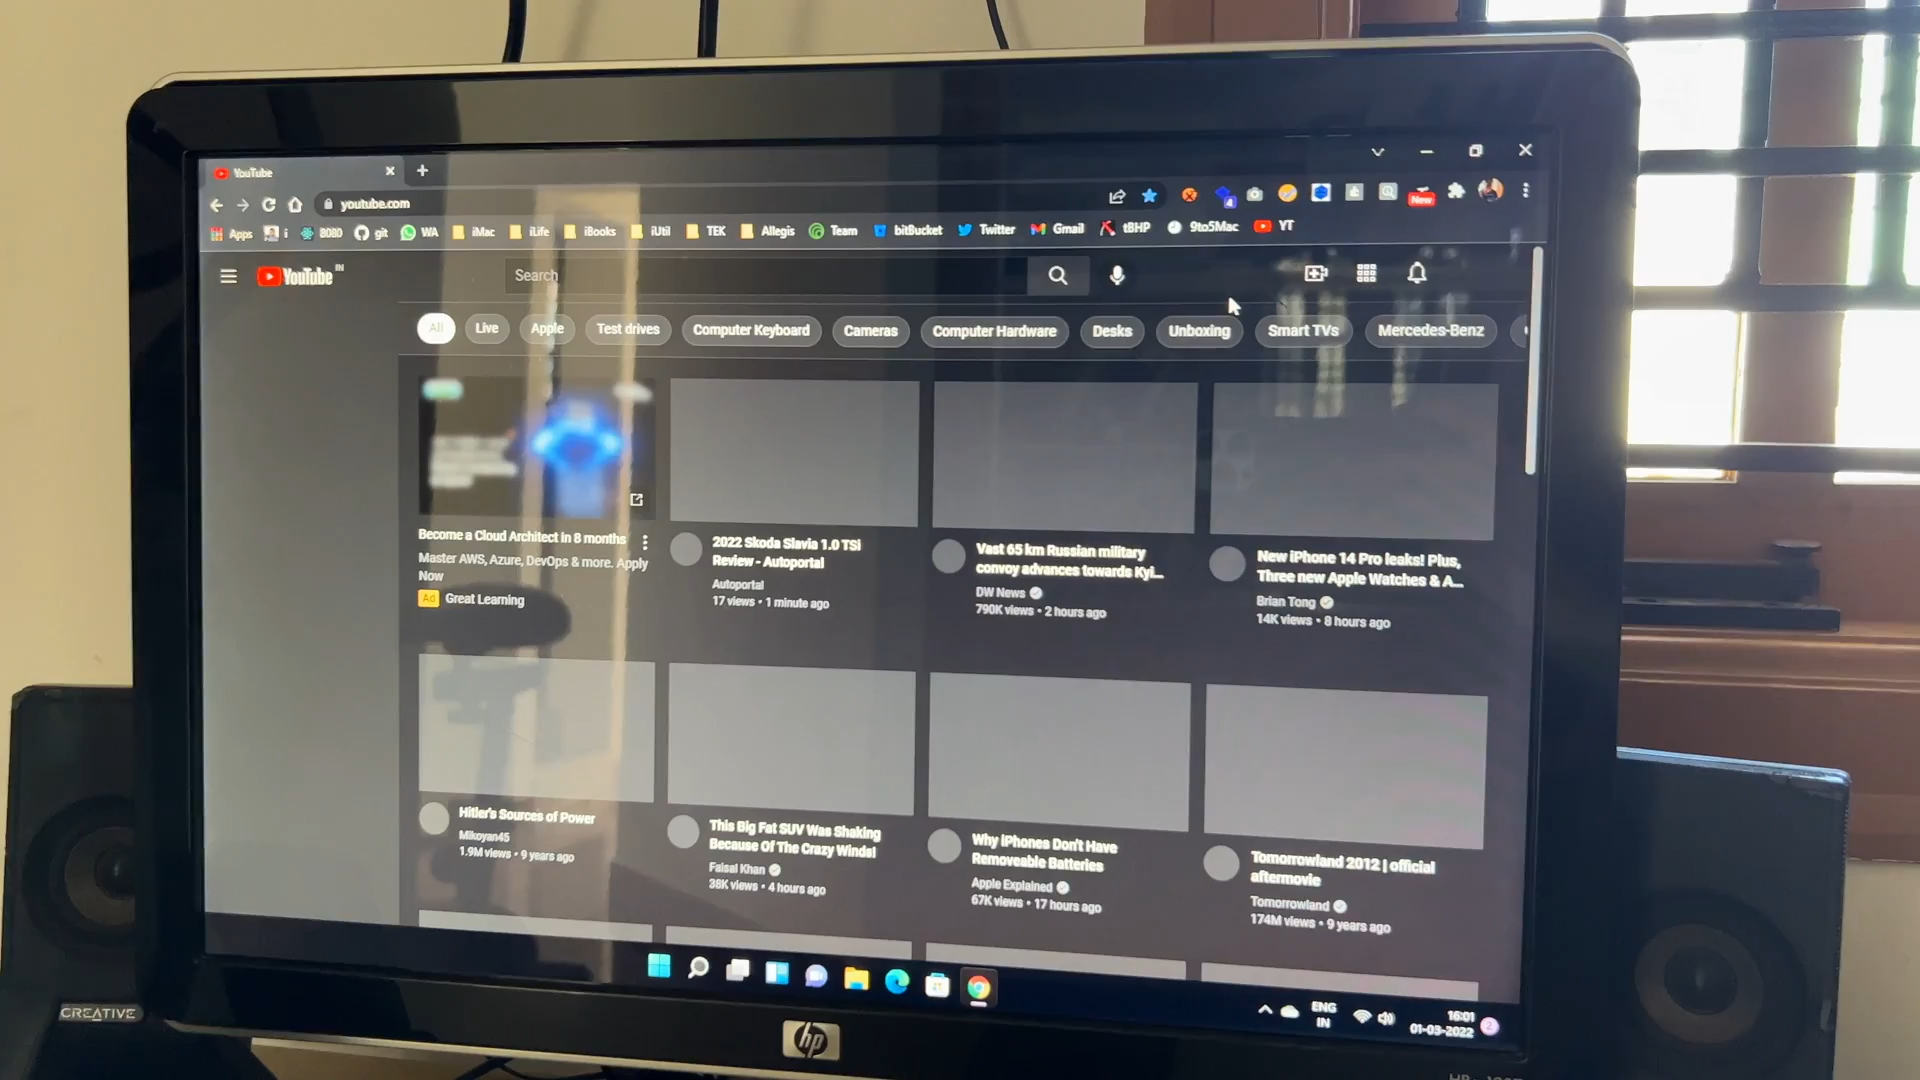 YouTube
youtube.com
New
4
Apps i 8080 git WA iMac iLife iBooks iUtil TEK Allegis Team bitBucket Twitter Gmail tBHP 9to5Mac YT
YouTube IN
Search
All Live Apple Test drives Computer Keyboard Cameras Computer Hardware Desks Unboxing Smart TVs Mercedes-Benz
Become a Cloud Architect in 8 months
Master AWS, Azure, DevOps & more. Apply
Now
Ad Great Learning
2022 Skoda Slavia 1.0 TSi
Review - Autoportal
Autoportal
17 views • 1 minute ago
Vast 65 km Russian military
convoy advances towards Kyi...
DW News
790K views • 2 hours ago
New iPhone 14 Pro leaks! Plus,
Three new Apple Watches & A...
Brian Tong
14K views • 8 hours ago
Hitler's Sources of Power
Mikoyan45
1.9M views • 9 years ago
This Big Fat SUV Was Shaking
Because Of The Crazy Winds!
Faisal Khan
38K views • 4 hours ago
Why iPhones Don't Have
Removeable Batteries
Apple Explained
67K views • 17 hours ago
Tomorrowland 2012 | official
aftermovie
Tomorrowland
174M views • 9 years ago
ENG
IN
16:01
01-03-2022
2
CREATIVE
hp